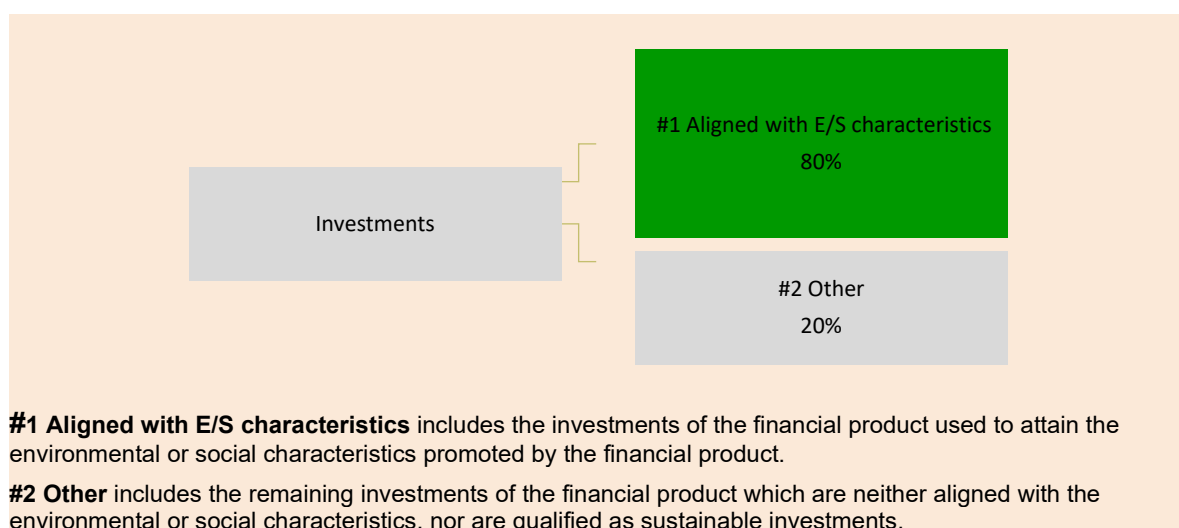 #1 Aligned with E/S characteristics
80%
Investments
#2 Other
20%
#1 Aligned with E/S characteristics includes the investments of the financial product used to attain the
environmental or social characteristics promoted by the financial product.
#2 Other includes the remaining investments of the financial product which are neither aligned with the
environmental or social characteristics, nor are qualified as sustainable investments.